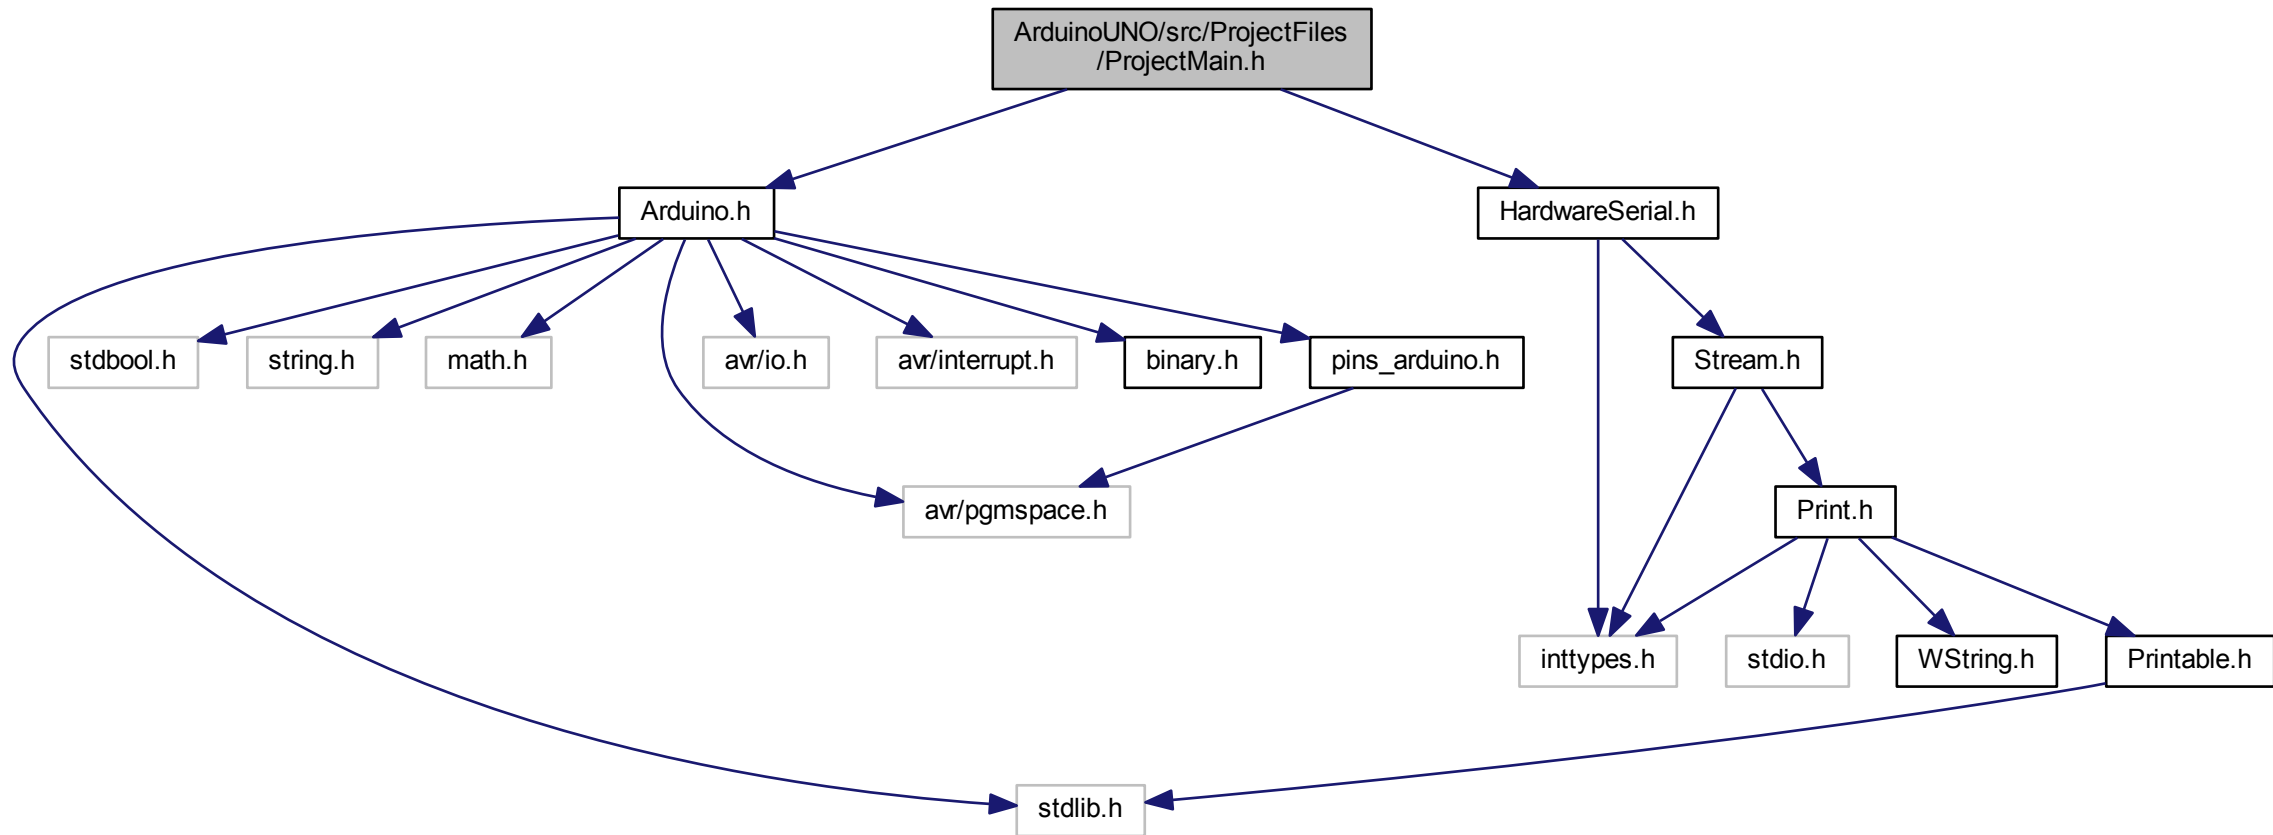 ArduinoUNO/src/ProjectFiles
/ProjectMain.h
Arduino.h
HardwareSerial.h
stdbool.h
string.h
math.h
avr/io.h
avr/interrupt.h
binary.h
pins_arduino.h
Stream.h
avr/pgmspace.h
Print.h
inttypes.h
stdio.h
WString.h
Printable.h
stdlib.h